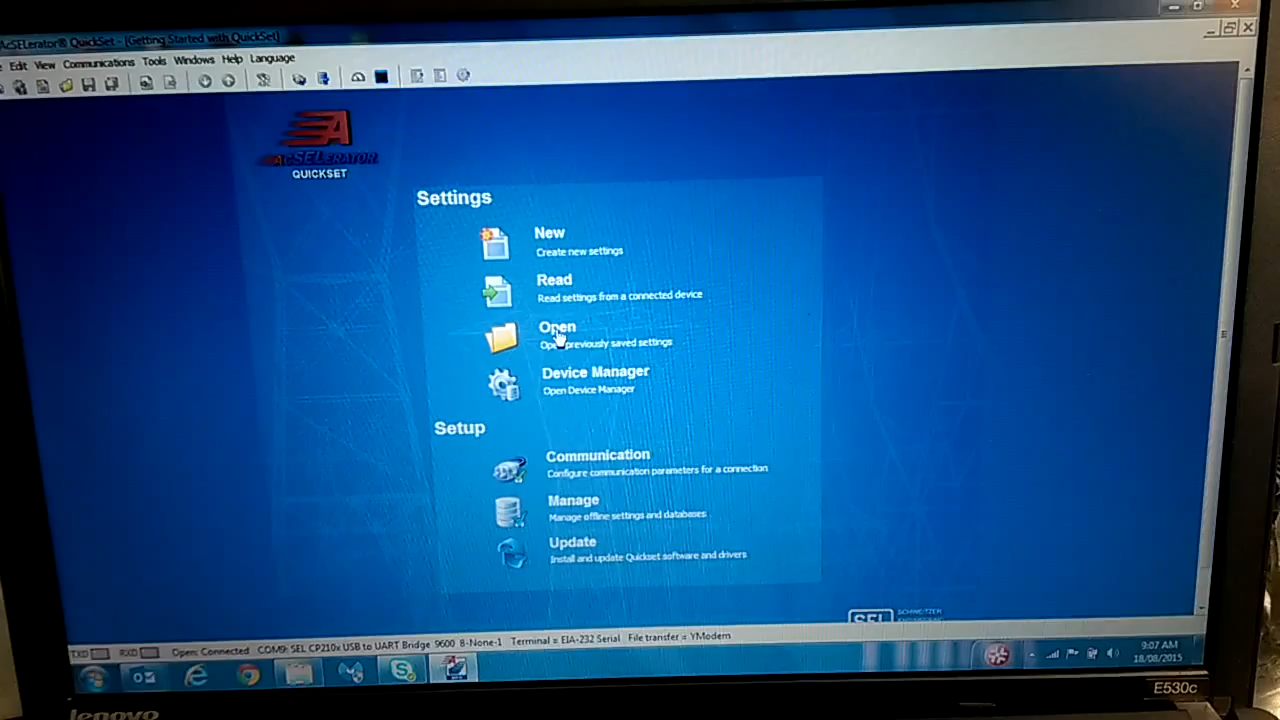 AcSELerator® QuickSet - [Getting Started with QuickSet]
Edit View Communications Tools Windows Help Language
A
ACSELERATOR
QUICKSET
Settings
New
Create new settings
Read
Read settings from a connected device
Open
Open previously saved settings
Device Manager
Open Device Manager
Setup
Communication
Configure communication parameters for a connection
Manage
Manage offline settings and databases
Update
Install and update Quickset software and drivers
SEL
SCHWEITZER
TXD RXD Open: Connected COM9: SEL CP210x USB to UART Bridge 9600 8-None-1 Terminal = EIA-232 Serial File transfer = YModem
9:07 AM
18/08/2015
E530c
lenovo